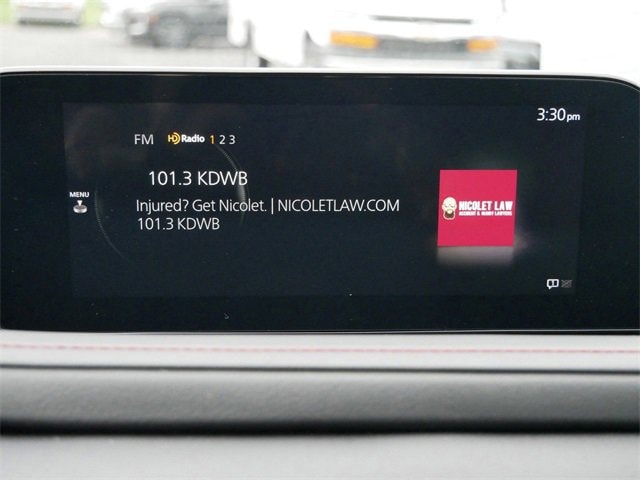 3:30pm
FM HD Radio 1 2 3
101.3 KDWB
MENU
Injured? Get Nicolet. | NICOLETLAW.COM
101.3 KDWB
NICOLET LAW
ACCIDENT & INJURY LAWYERS